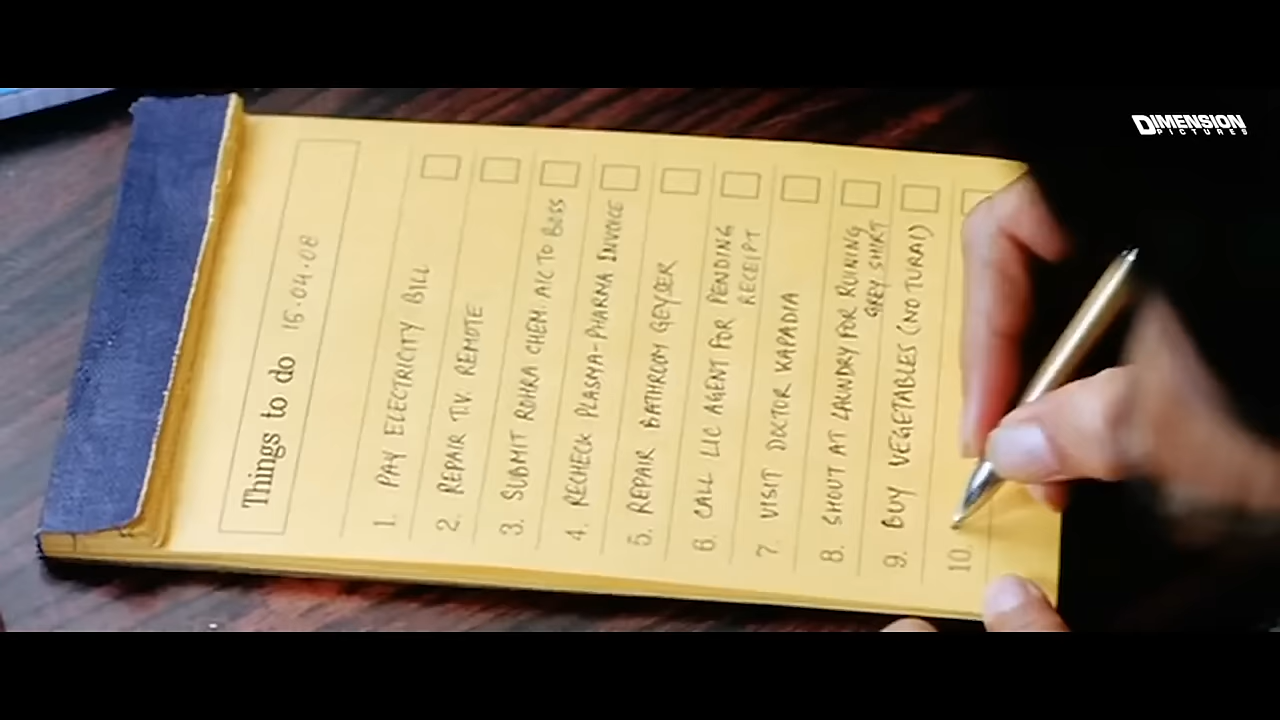 Things to do 15.04.08
1. PAY ELECTRICITY BILL
2. REPAIR T.V. REMOTE
3. SUBMIT ROHRA CHEM. A/C TO BOSS
4. RECHECK PLASMA-PHARMA INVOICE
5. REPAIR BATHROOM GEYSER
6. CALL LIC AGENT FOR PENDING
RECEIPT
7. VISIT DOCTOR KAPADIA
8. SHOUT AT LAUNDRY FOR RUINING
GREY SHIRT
9. BUY VEGETABLES (NO TURAI)
10.
DIMENSION
PICTURES